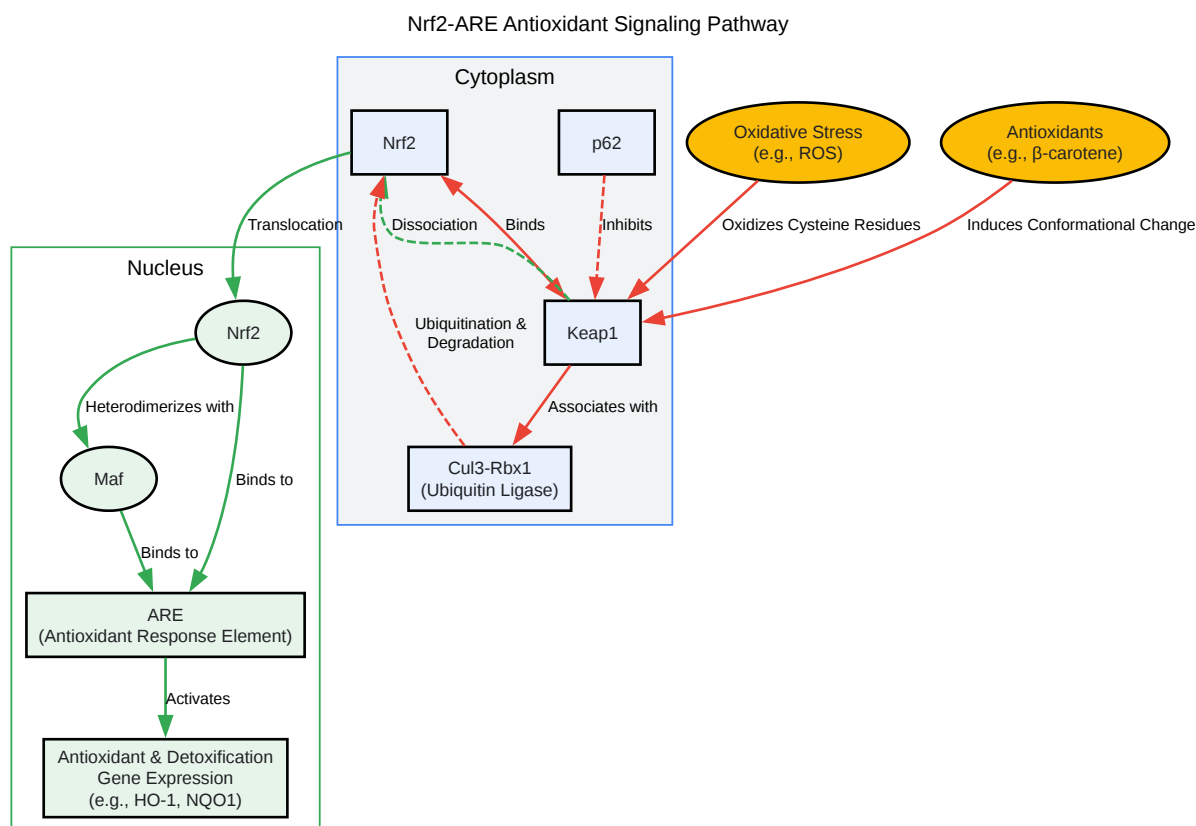 Nrf2-ARE Antioxidant Signaling Pathway
Cytoplasm
Nrf2
p62
Oxidative Stress
(e.g., ROS)
Antioxidants
(e.g., β-carotene)
Translocation
Dissociation
Binds
Inhibits
Oxidizes Cysteine Residues
Induces Conformational Change
Nucleus
Nrf2
Ubiquitination &
Degradation
Keap1
Heterodimerizes with
Associates with
Maf
Binds to
Cul3-Rbx1
(Ubiquitin Ligase)
Binds to
ARE
(Antioxidant Response Element)
Activates
Antioxidant & Detoxification
Gene Expression
(e.g., HO-1, NQO1)